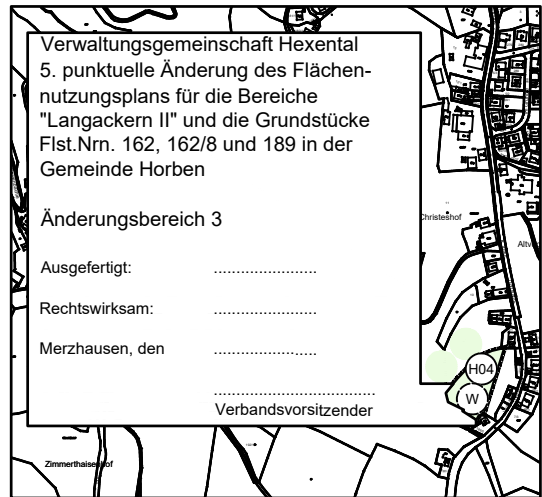 Verwaltungsgemeinschaft Hexental
5. punktuelle Änderung des Flächen-
nutzungsplans für die Bereiche
"Langackern II" und die Grundstücke
Flst.Nrn. 162, 162/8 und 189 in der
Gemeinde Horben
Änderungsbereich 3
Ausgefertigt: .......................
Rechtswirksam: .......................
Merzhausen, den .......................
....................................
Verbandsvorsitzender
Christeshof
H04
W